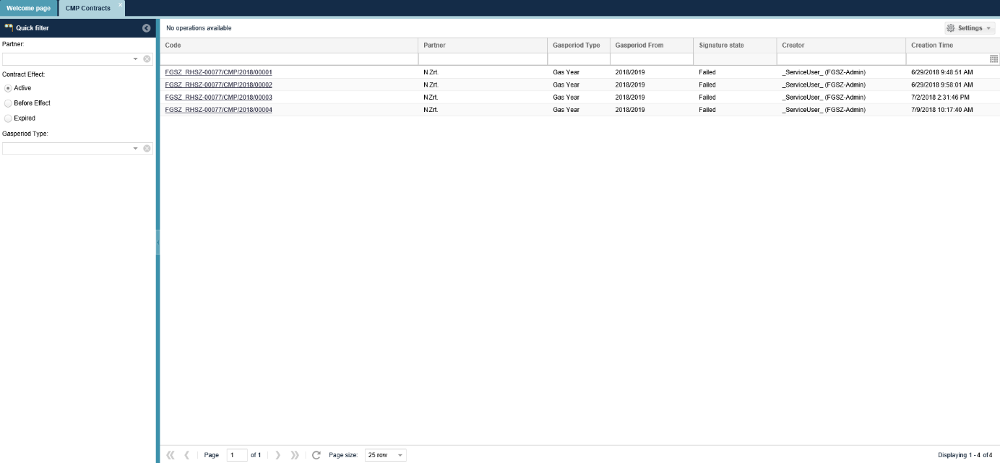 Welcome page
CMP Contracts
Quick filter
Partner:
Contract Effect:
Active
Before Effect
Expired
Gasperiod Type:
No operations available
Settings
Code Partner Gasperiod Type Gasperiod From Signature state Creator Creation Time
FGSZ_RHSZ-00077/CMP/2018/00001 N Zrt. Gas Year 2018/2019 Failed _ServiceUser_ (FGSZ-Admin) 6/29/2018 9:48:51 AM
FGSZ_RHSZ-00077/CMP/2018/00002 N Zrt. Gas Year 2018/2019 Failed _ServiceUser_ (FGSZ-Admin) 6/29/2018 9:58:01 AM
FGSZ_RHSZ-00077/CMP/2018/00003 N Zrt. Gas Year 2018/2019 Failed _ServiceUser_ (FGSZ-Admin) 7/2/2018 2:31:46 PM
FGSZ_RHSZ-00077/CMP/2018/00004 N Zrt. Gas Year 2018/2019 Failed _ServiceUser_ (FGSZ-Admin) 7/9/2018 10:17:40 AM
Page 1 of 1 Page size: 25 row Displaying 1 - 4 of 4